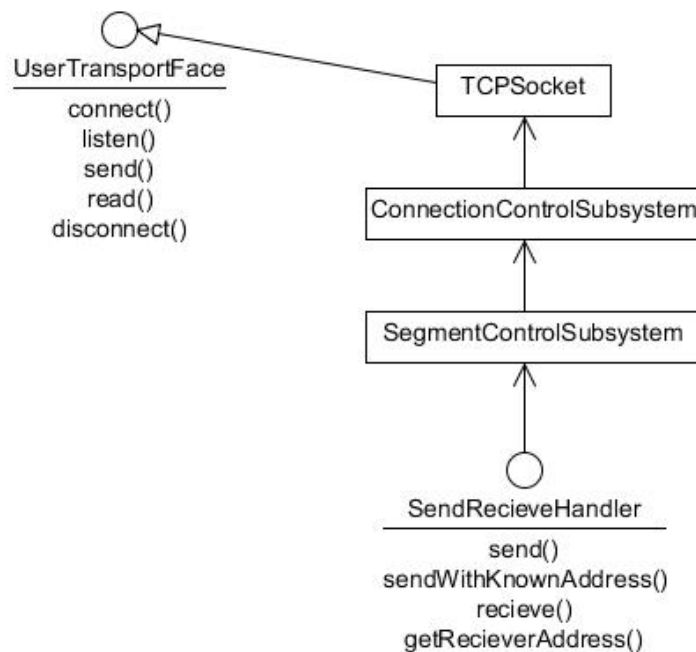 UserTransportFace
connect()
listen()
send()
read()
disconnect()
TCPSocket
ConnectionControlSubsystem
SegmentControlSubsystem
SendRecieveHandler
send()
sendWithKnownAddress()
recieve()
getRecieverAddress()